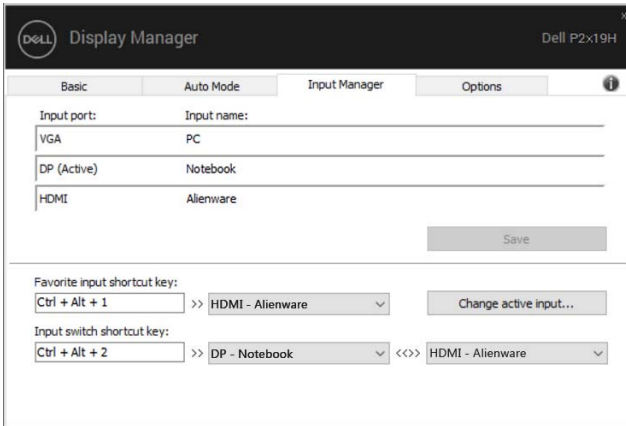 x
DELL Display Manager Dell P2x19H
Basic Auto Mode Input Manager Options i
Input port: Input name:
VGA PC
DP (Active) Notebook
HDMI Alienware
Save
Favorite input shortcut key:
Ctrl + Alt + 1 >> HDMI - Alienware Change active input...
Input switch shortcut key:
Ctrl + Alt + 2 >> DP - Notebook <<>> HDMI - Alienware